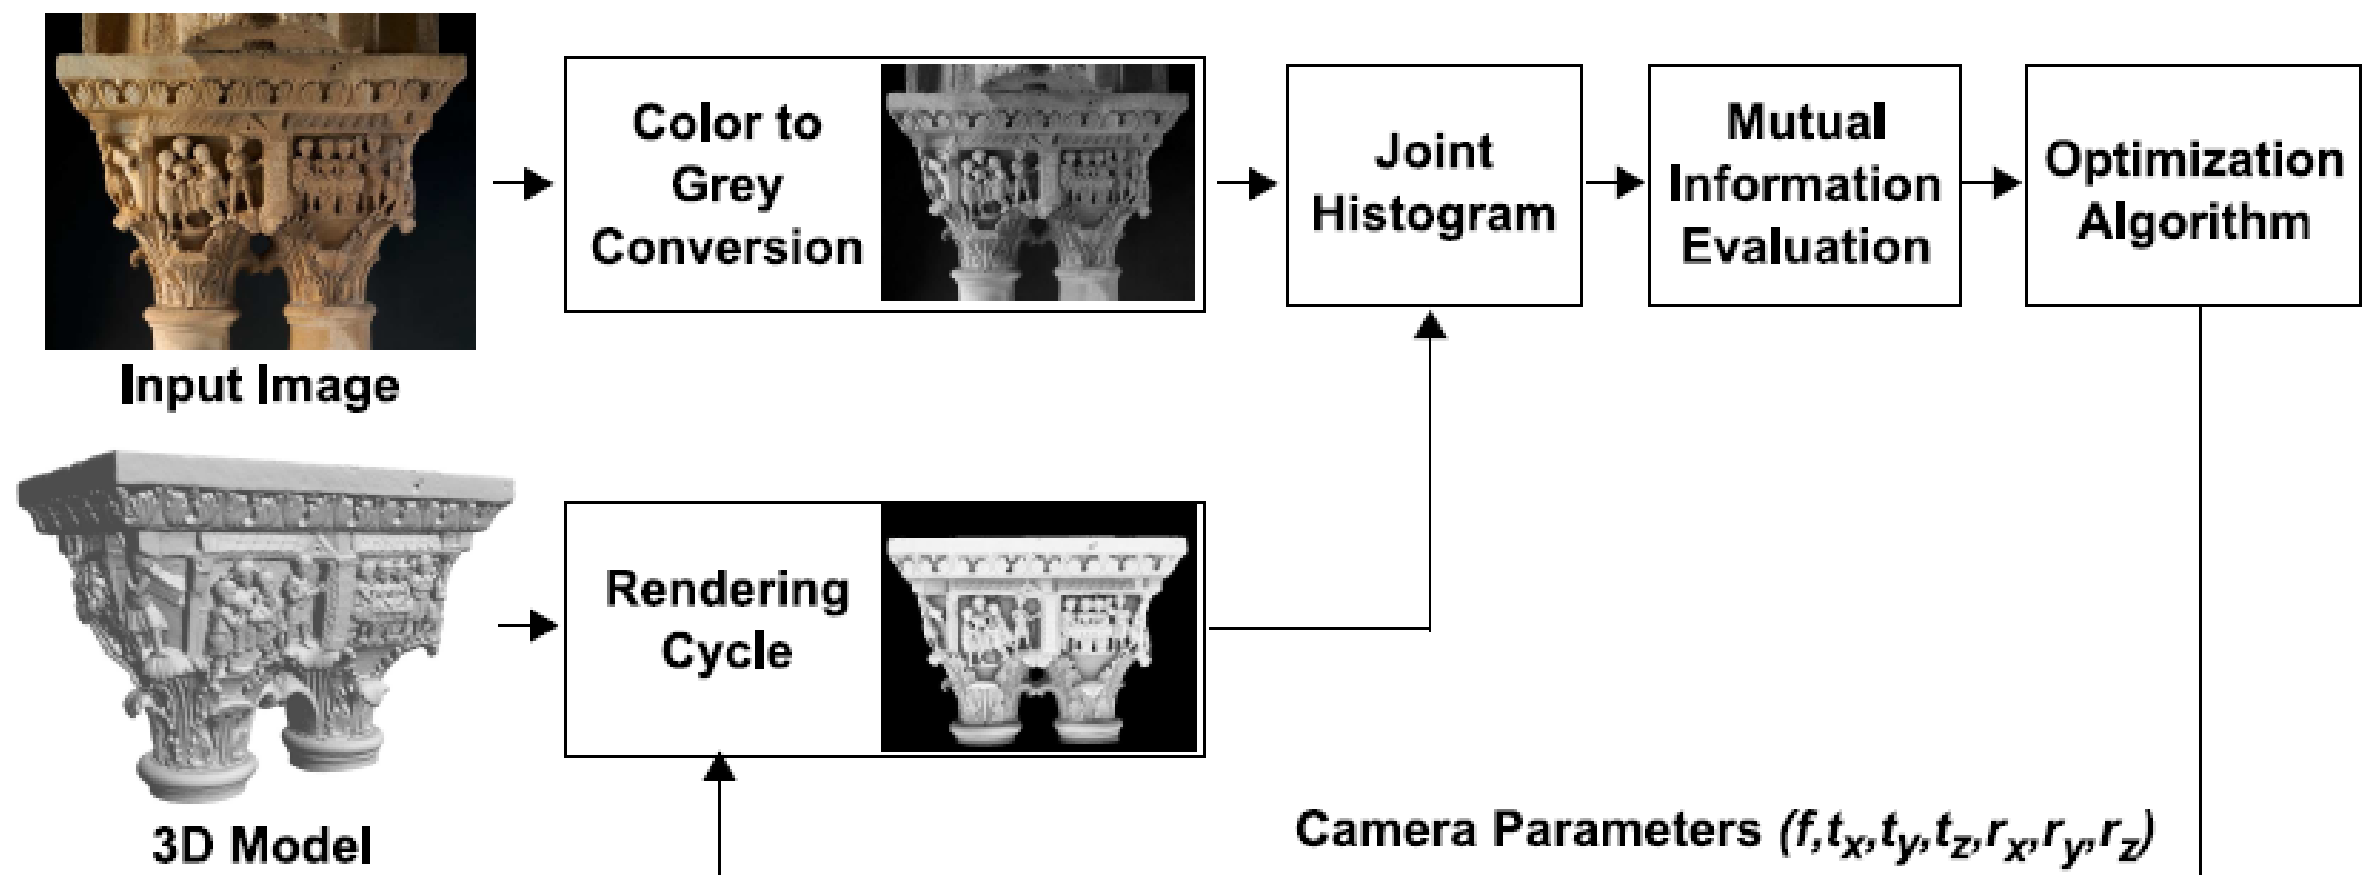 Color to
Grey
Conversion
Joint
Histogram
Mutual
Information
Evaluation
Optimization
Algorithm
Input Image
Rendering
Cycle
3D Model
Camera Parameters (f,tx,ty,tz,rx,ry,rz)